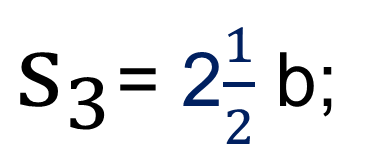 S₃ = 2½ b;